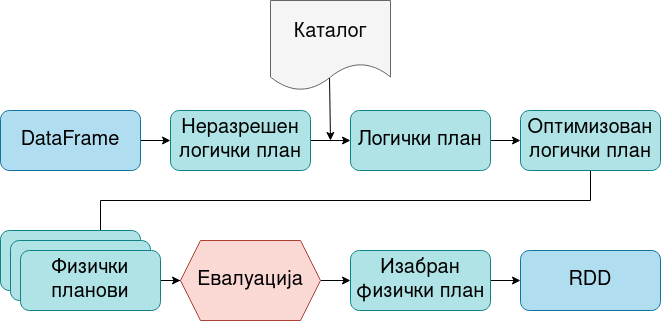 Каталог
DataFrame
Неразрешен
логички план
Логички план
Оптимизован
логички план
Физички
планови
Евалуација
Изабран
физички план
RDD